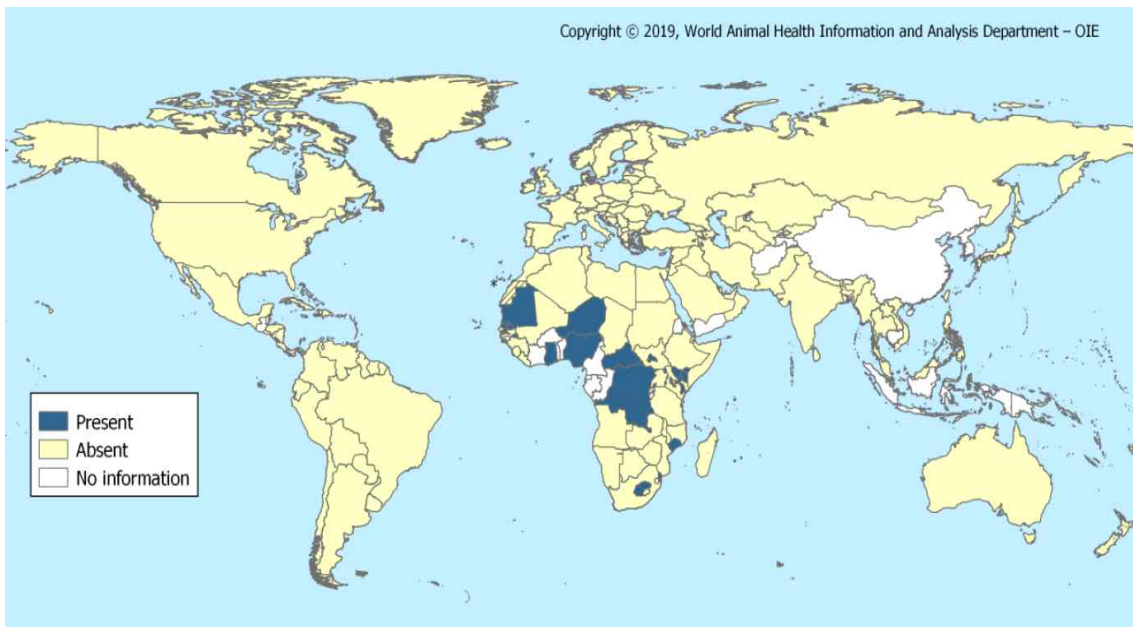 Copyright © 2019, World Animal Health Information and Analysis Department – OIE
Present
Absent
No information